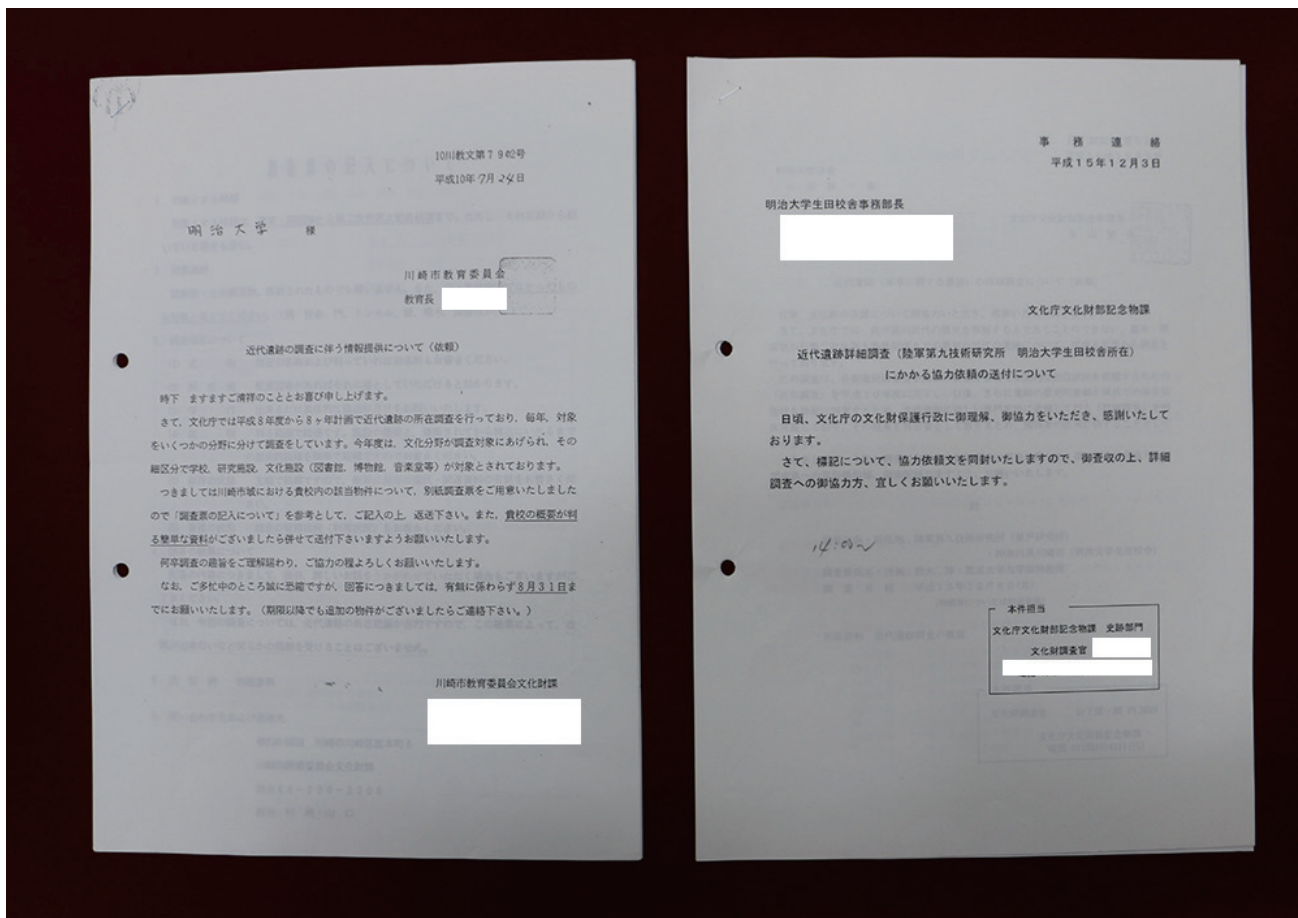 10川教文第7902号
平成10年7月24日
明治大学 様
川崎市教育委員会
教育長
近代遺跡の調査に伴う情報提供について（依頼）
時下 ますますご清祥のこととお喜び申し上げます。
さて、文化庁では平成8年度から8ヶ年計画で近代遺跡の所在調査を行っており、毎年、対象
をいくつかの分野に分けて調査をしています。今年度は、文化分野が調査対象にあげられ、その
細区分で学校、研究施設、文化施設（図書館、博物館、音楽堂等）が対象とされております。
つきましては川崎市域における貴校内の該当物件について、別紙調査票をご用意いたしました
ので「調査票の記入について」を参考として、ご記入の上、返送下さい。また、貴校の概要が判
る簡単な資料がございましたら併せて送付下さいますようお願いいたします。
何卒調査の趣旨をご理解賜わり、ご協力の程よろしくお願いいたします。
なお、ご多忙中のところ誠に恐縮ですが、回答につきましては、有無に係わらず8月31日ま
でにお願いいたします。（期限以降でも追加の物件がございましたらご連絡下さい。）
川崎市教育委員会文化財課
事務連絡
平成15年12月3日
明治大学生田校舎事務部長
文化庁文化財部記念物課
近代遺跡詳細調査（陸軍第九技術研究所 明治大学生田校舎所在）
にかかる協力依頼の送付について
日頃、文化庁の文化財保護行政に御理解、御協力をいただき、感謝いたして
おります。
さて、標記について、協力依頼文を同封いたしますので、御査収の上、詳細
調査への御協力方、宜しくお願いいたします。
14:00〜
本件担当
文化庁文化財部記念物課 史跡部門
文化財調査官